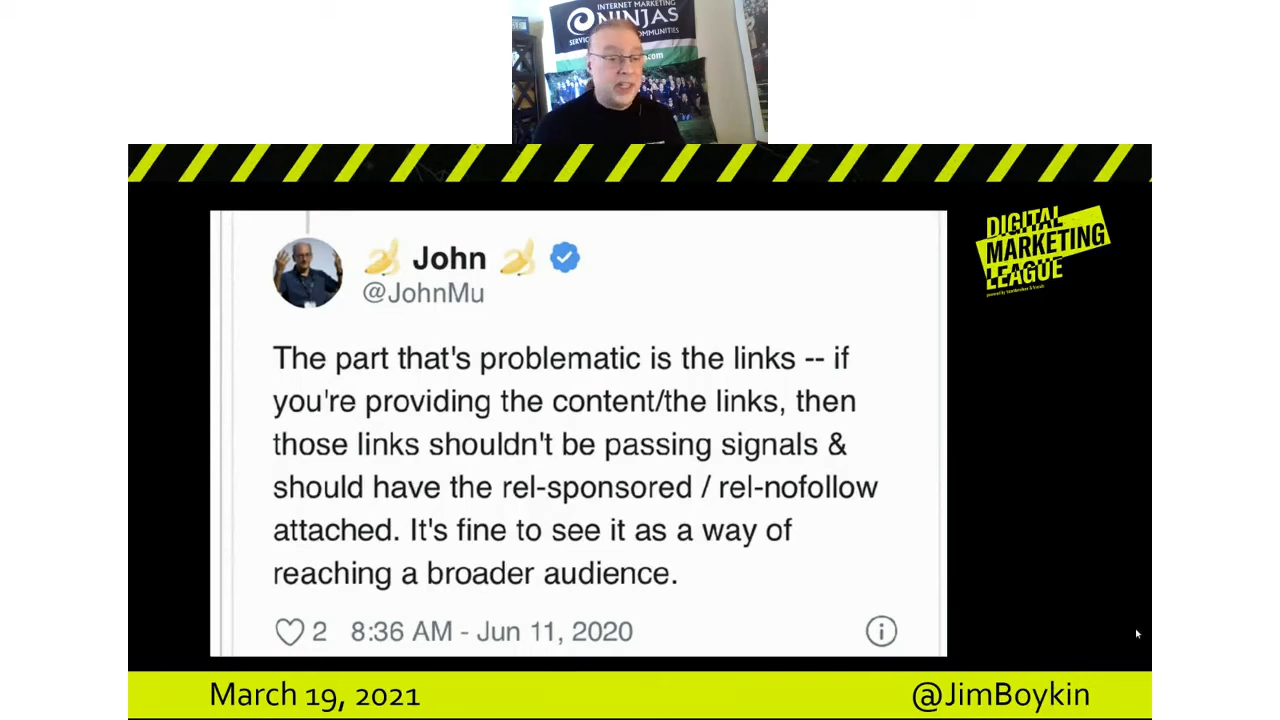 INTERNET MARKETING
NINJAS
DIGITAL
MARKETING
LEAGUE
John
@JohnMu
The part that's problematic is the links -- if
you're providing the content/the links, then
those links shouldn't be passing signals &
should have the rel-sponsored / rel-nofollow
attached. It's fine to see it as a way of
reaching a broader audience.
2 8:36 AM - Jun 11, 2020
March 19, 2021
@JimBoykin